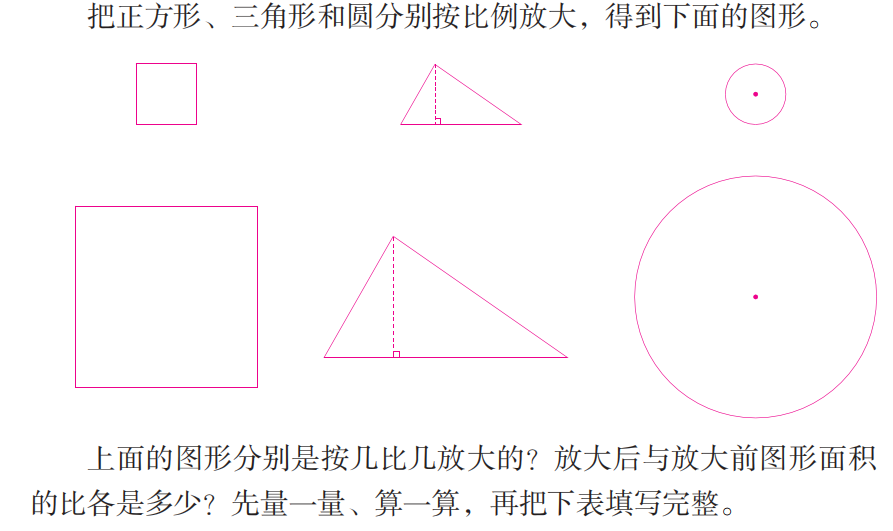 把正方形、三角形和圆分别按比例放大，得到下面的图形。
上面的图形分别是按几比几放大的？放大后与放大前图形面积
的比各是多少？先量一量、算一算，再把下表填写完整。